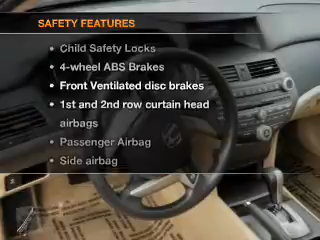 SAFETY FEATURES
• Child Safety Locks
• 4-wheel ABS Brakes
• Front Ventilated disc brakes
• 1st and 2nd row curtain head
airbags
• Passenger Airbag
• Side airbag